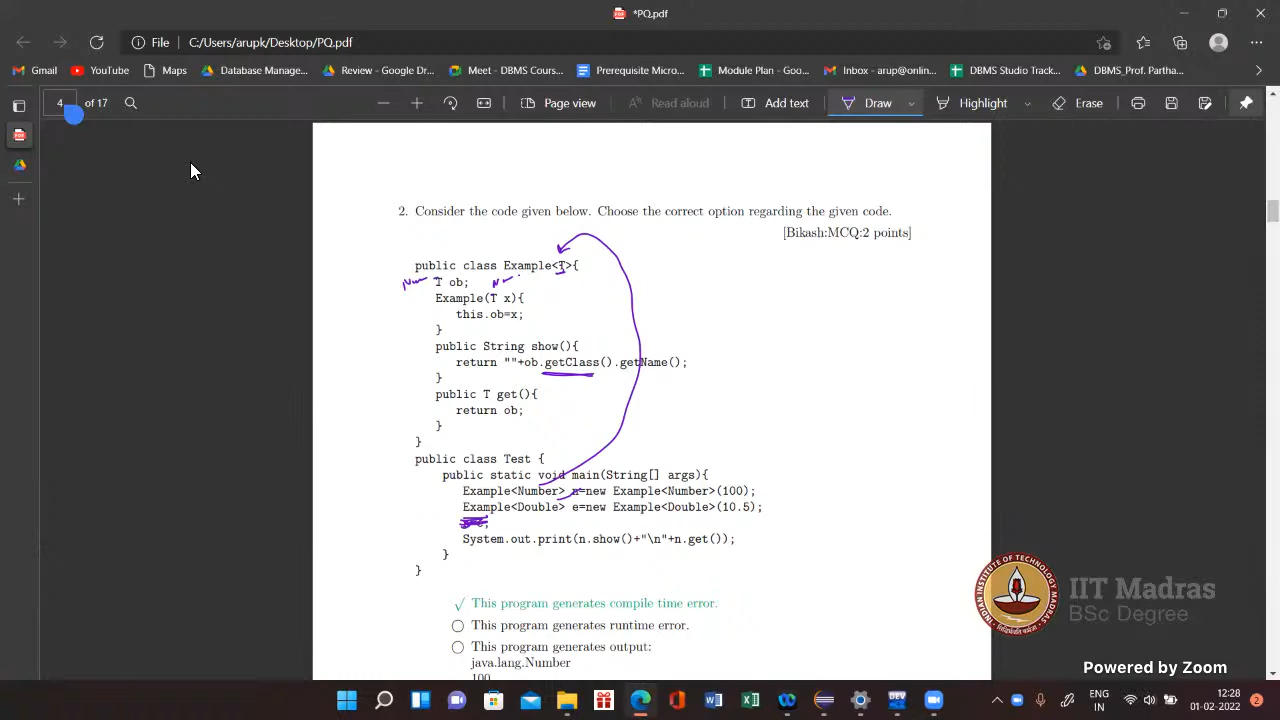 *PQ.pdf
File C:/Users/arupk/Desktop/PQ.pdf
Gmail YouTube Maps Database Manage... Review - Google Dr... Meet - DBMS Cours... Prerequisite Micro... Module Plan - Goo... Inbox - arup@onlin... DBMS Studio Track... DBMS_Prof. Partha...
4 of 17 Page view Read aloud Add text Draw Highlight Erase
2. Consider the code given below. Choose the correct option regarding the given code.
[Bikash:MCQ:2 points]
public class Example<T>{
T ob;
Example(T x){
this.ob=x;
}
public String show(){
return ""+ob.getClass().getName();
}
public T get(){
return ob;
}
}
public class Test {
public static void main(String[] args){
Example<Number> n=new Example<Number>(100);
Example<Double> e=new Example<Double>(10.5);
System.out.print(n.show()+"\n"+n.get());
}
}
√ This program generates compile time error.
This program generates runtime error.
This program generates output:
java.lang.Number
100
INDIAN INSTITUTE OF TECHNOLOGY MADRAS
IIT Madras
BSc Degree
Powered by Zoom
ENG
IN
12:28
01-02-2022
2